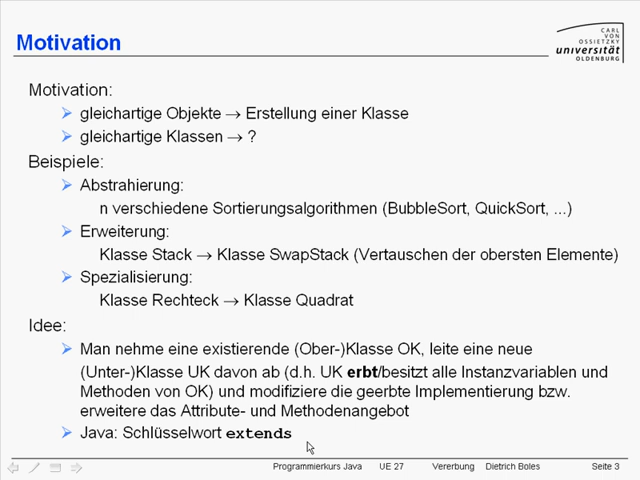 Motivation
CARL
VON
OSSIETZKY
universität
OLDENBURG
Motivation:
gleichartige Objekte → Erstellung einer Klasse
gleichartige Klassen → ?
Beispiele:
Abstrahierung:
n verschiedene Sortierungsalgorithmen (BubbleSort, QuickSort, ...)
Erweiterung:
Klasse Stack → Klasse SwapStack (Vertauschen der obersten Elemente)
Spezialisierung:
Klasse Rechteck → Klasse Quadrat
Idee:
Man nehme eine existierende (Ober-)Klasse OK, leite eine neue
(Unter-)Klasse UK davon ab (d.h. UK erbt/besitzt alle Instanzvariablen und
Methoden von OK) und modifiziere die geerbte Implementierung bzw.
erweitere das Attribute- und Methodenangebot
Java: Schlüsselwort extends
Programmierkurs Java UE 27 Vererbung Dietrich Boles Seite 3